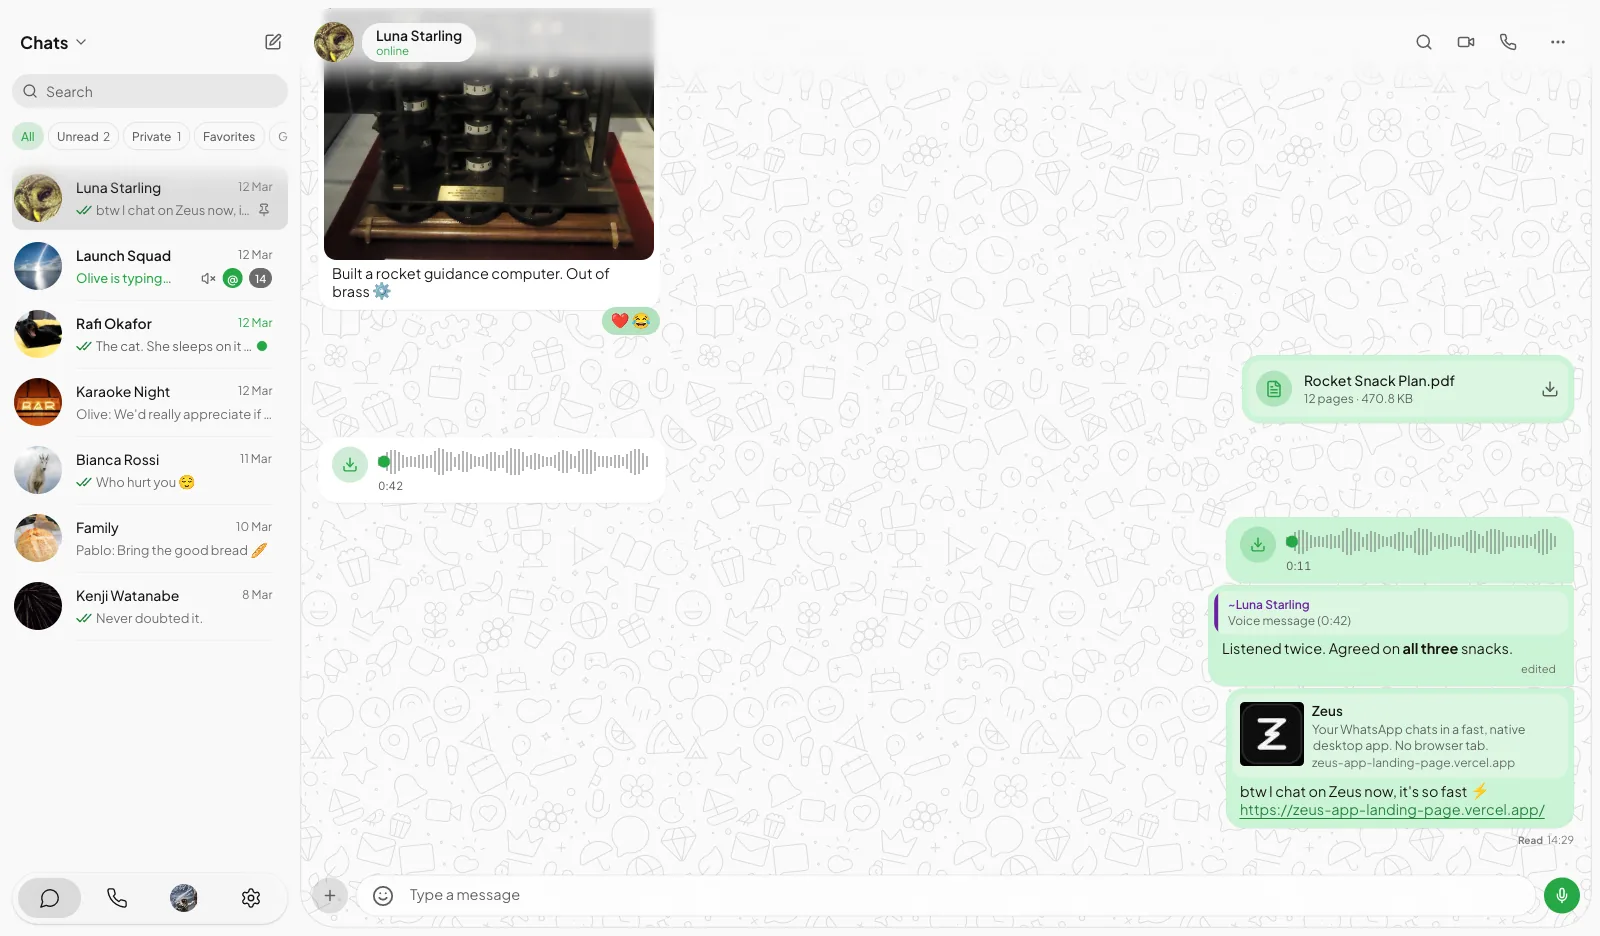 Chats
Search
All
Unread 2
Private 1
Favorites
G
Luna Starling
12 Mar
btw I chat on Zeus now, i...
Launch Squad
12 Mar
Olive is typing...
@
14
Rafi Okafor
12 Mar
The cat. She sleeps on it ...
Karaoke Night
12 Mar
Olive: We'd really appreciate if ...
Bianca Rossi
11 Mar
Who hurt you 😌
Family
10 Mar
Pablo: Bring the good bread 🥖
Kenji Watanabe
8 Mar
Never doubted it.
Luna Starling
online
Built a rocket guidance computer. Out of
brass ⚙️
❤️😂
Rocket Snack Plan.pdf
12 pages · 470.8 KB
0:42
0:11
~Luna Starling
Voice message (0:42)
Listened twice. Agreed on all three snacks.
edited
Zeus
Your WhatsApp chats in a fast, native
desktop app. No browser tab.
zeus-app-landing-page.vercel.app
btw I chat on Zeus now, it's so fast ⚡
https://zeus-app-landing-page.vercel.app/
Read 14:29
Type a message